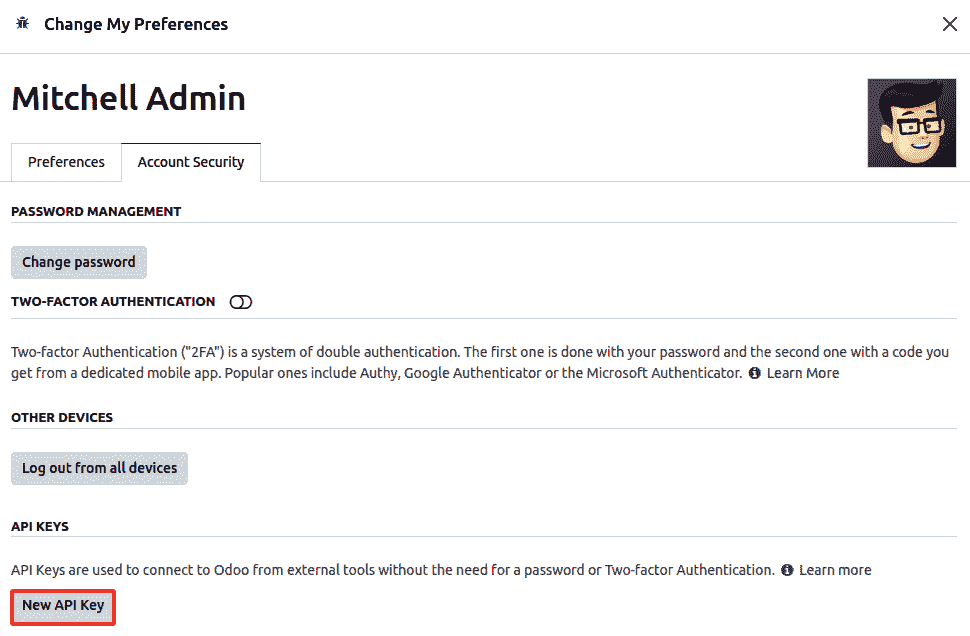 Change My Preferences
Mitchell Admin
Preferences
Account Security
PASSWORD MANAGEMENT
Change password
TWO-FACTOR AUTHENTICATION
Two-factor Authentication ("2FA") is a system of double authentication. The first one is done with your password and the second one with a code you
get from a dedicated mobile app. Popular ones include Authy, Google Authenticator or the Microsoft Authenticator. Learn More
OTHER DEVICES
Log out from all devices
API KEYS
API Keys are used to connect to Odoo from external tools without the need for a password or Two-factor Authentication. Learn more
New API Key